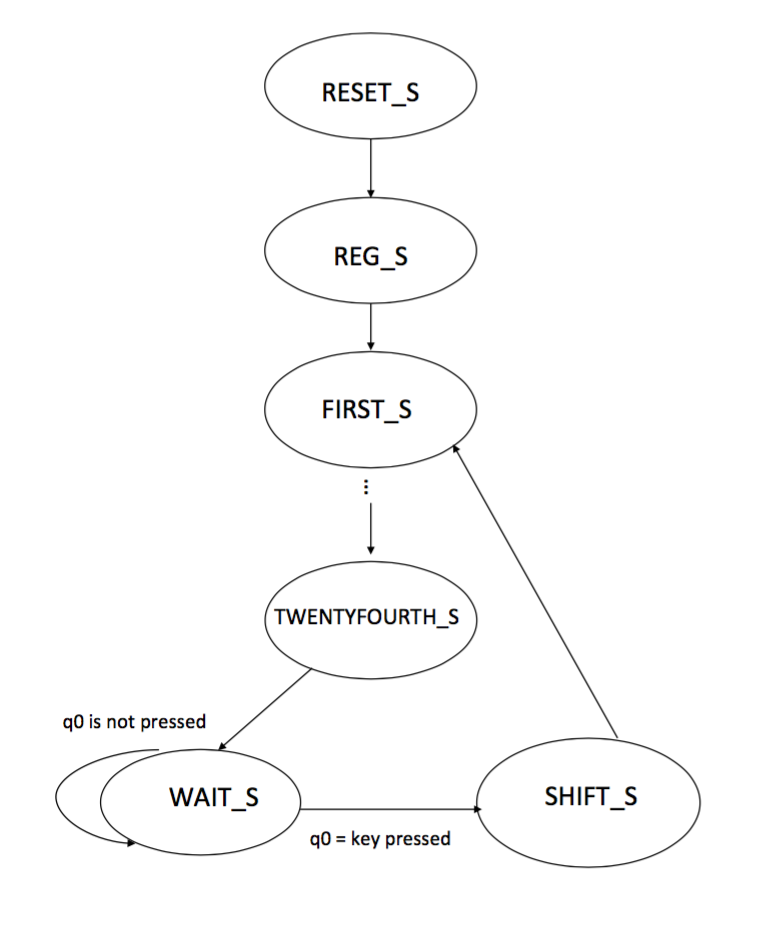 RESET_S
REG_S
FIRST_S
⋮
TWENTYFOURTH_S
q0 is not pressed
WAIT_S
SHIFT_S
q0 = key pressed